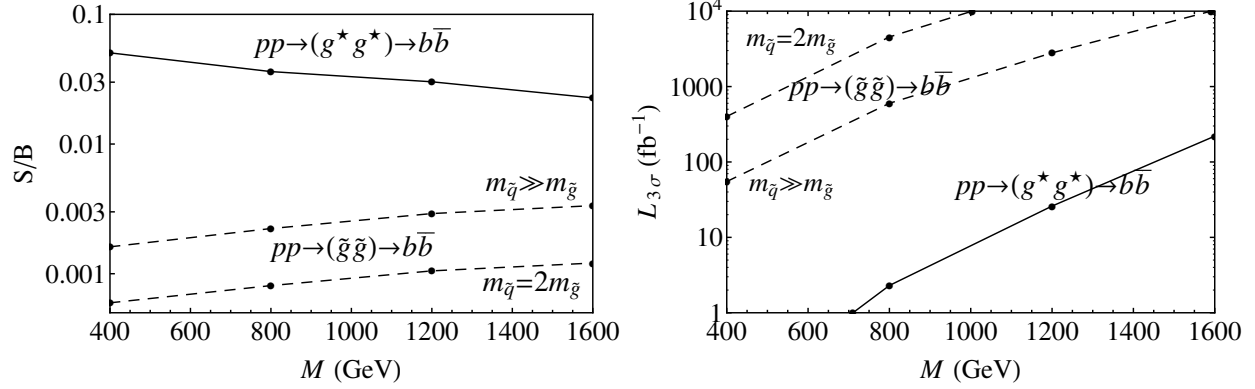 0.1
0.03
0.01
0.003
0.001
S/B
pp→(g★ g★)→bb̅
m_q̃≫m_g̃
pp→(g̃g̃)→bb̅
m_q̃=2m_g̃
400 600 800 1000 1200 1400 1600
M (GeV)
10⁴
1000
100
10
1
L₃σ (fb⁻¹)
m_q̃=2m_g̃
pp→(g̃g̃)→bb̅
m_q̃≫m_g̃
pp→(g★ g★)→bb̅
400 600 800 1000 1200 1400 1600
M (GeV)